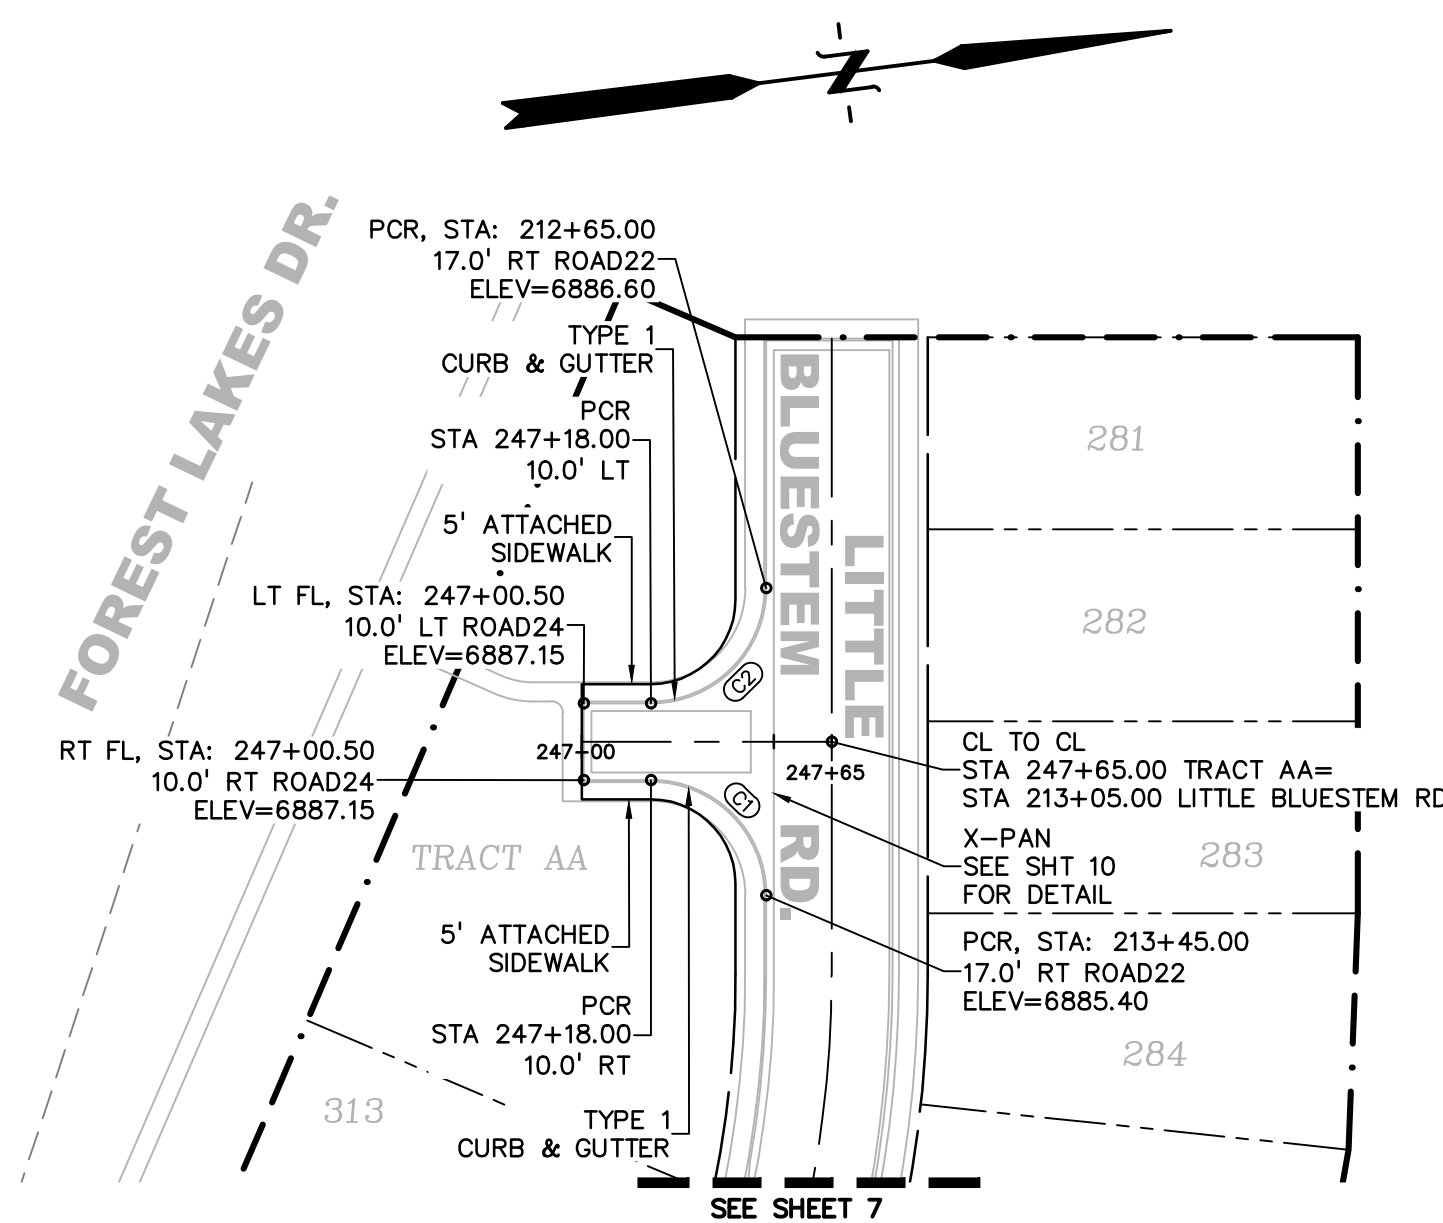 N
FOREST LAKES DR.
PCR, STA: 212+65.00
17.0' RT ROAD22
ELEV=6886.60
TYPE 1
CURB & GUTTER
PCR
STA 247+18.00
10.0' LT
5' ATTACHED
SIDEWALK
LT FL, STA: 247+00.50
10.0' LT ROAD24
ELEV=6887.15
RT FL, STA: 247+00.50
10.0' RT ROAD24
ELEV=6887.15
TRACT AA
5' ATTACHED
SIDEWALK
PCR
STA 247+18.00
10.0' RT
TYPE 1
CURB & GUTTER
313
LITTLE
BLUESTEM RD.
C2
C1
247+00
247+65
281
282
CL TO CL
STA 247+65.00 TRACT AA=
STA 213+05.00 LITTLE BLUESTEM RD
X-PAN
SEE SHT 10
FOR DETAIL
283
PCR, STA: 213+45.00
17.0' RT ROAD22
ELEV=6885.40
284
SEE SHEET 7